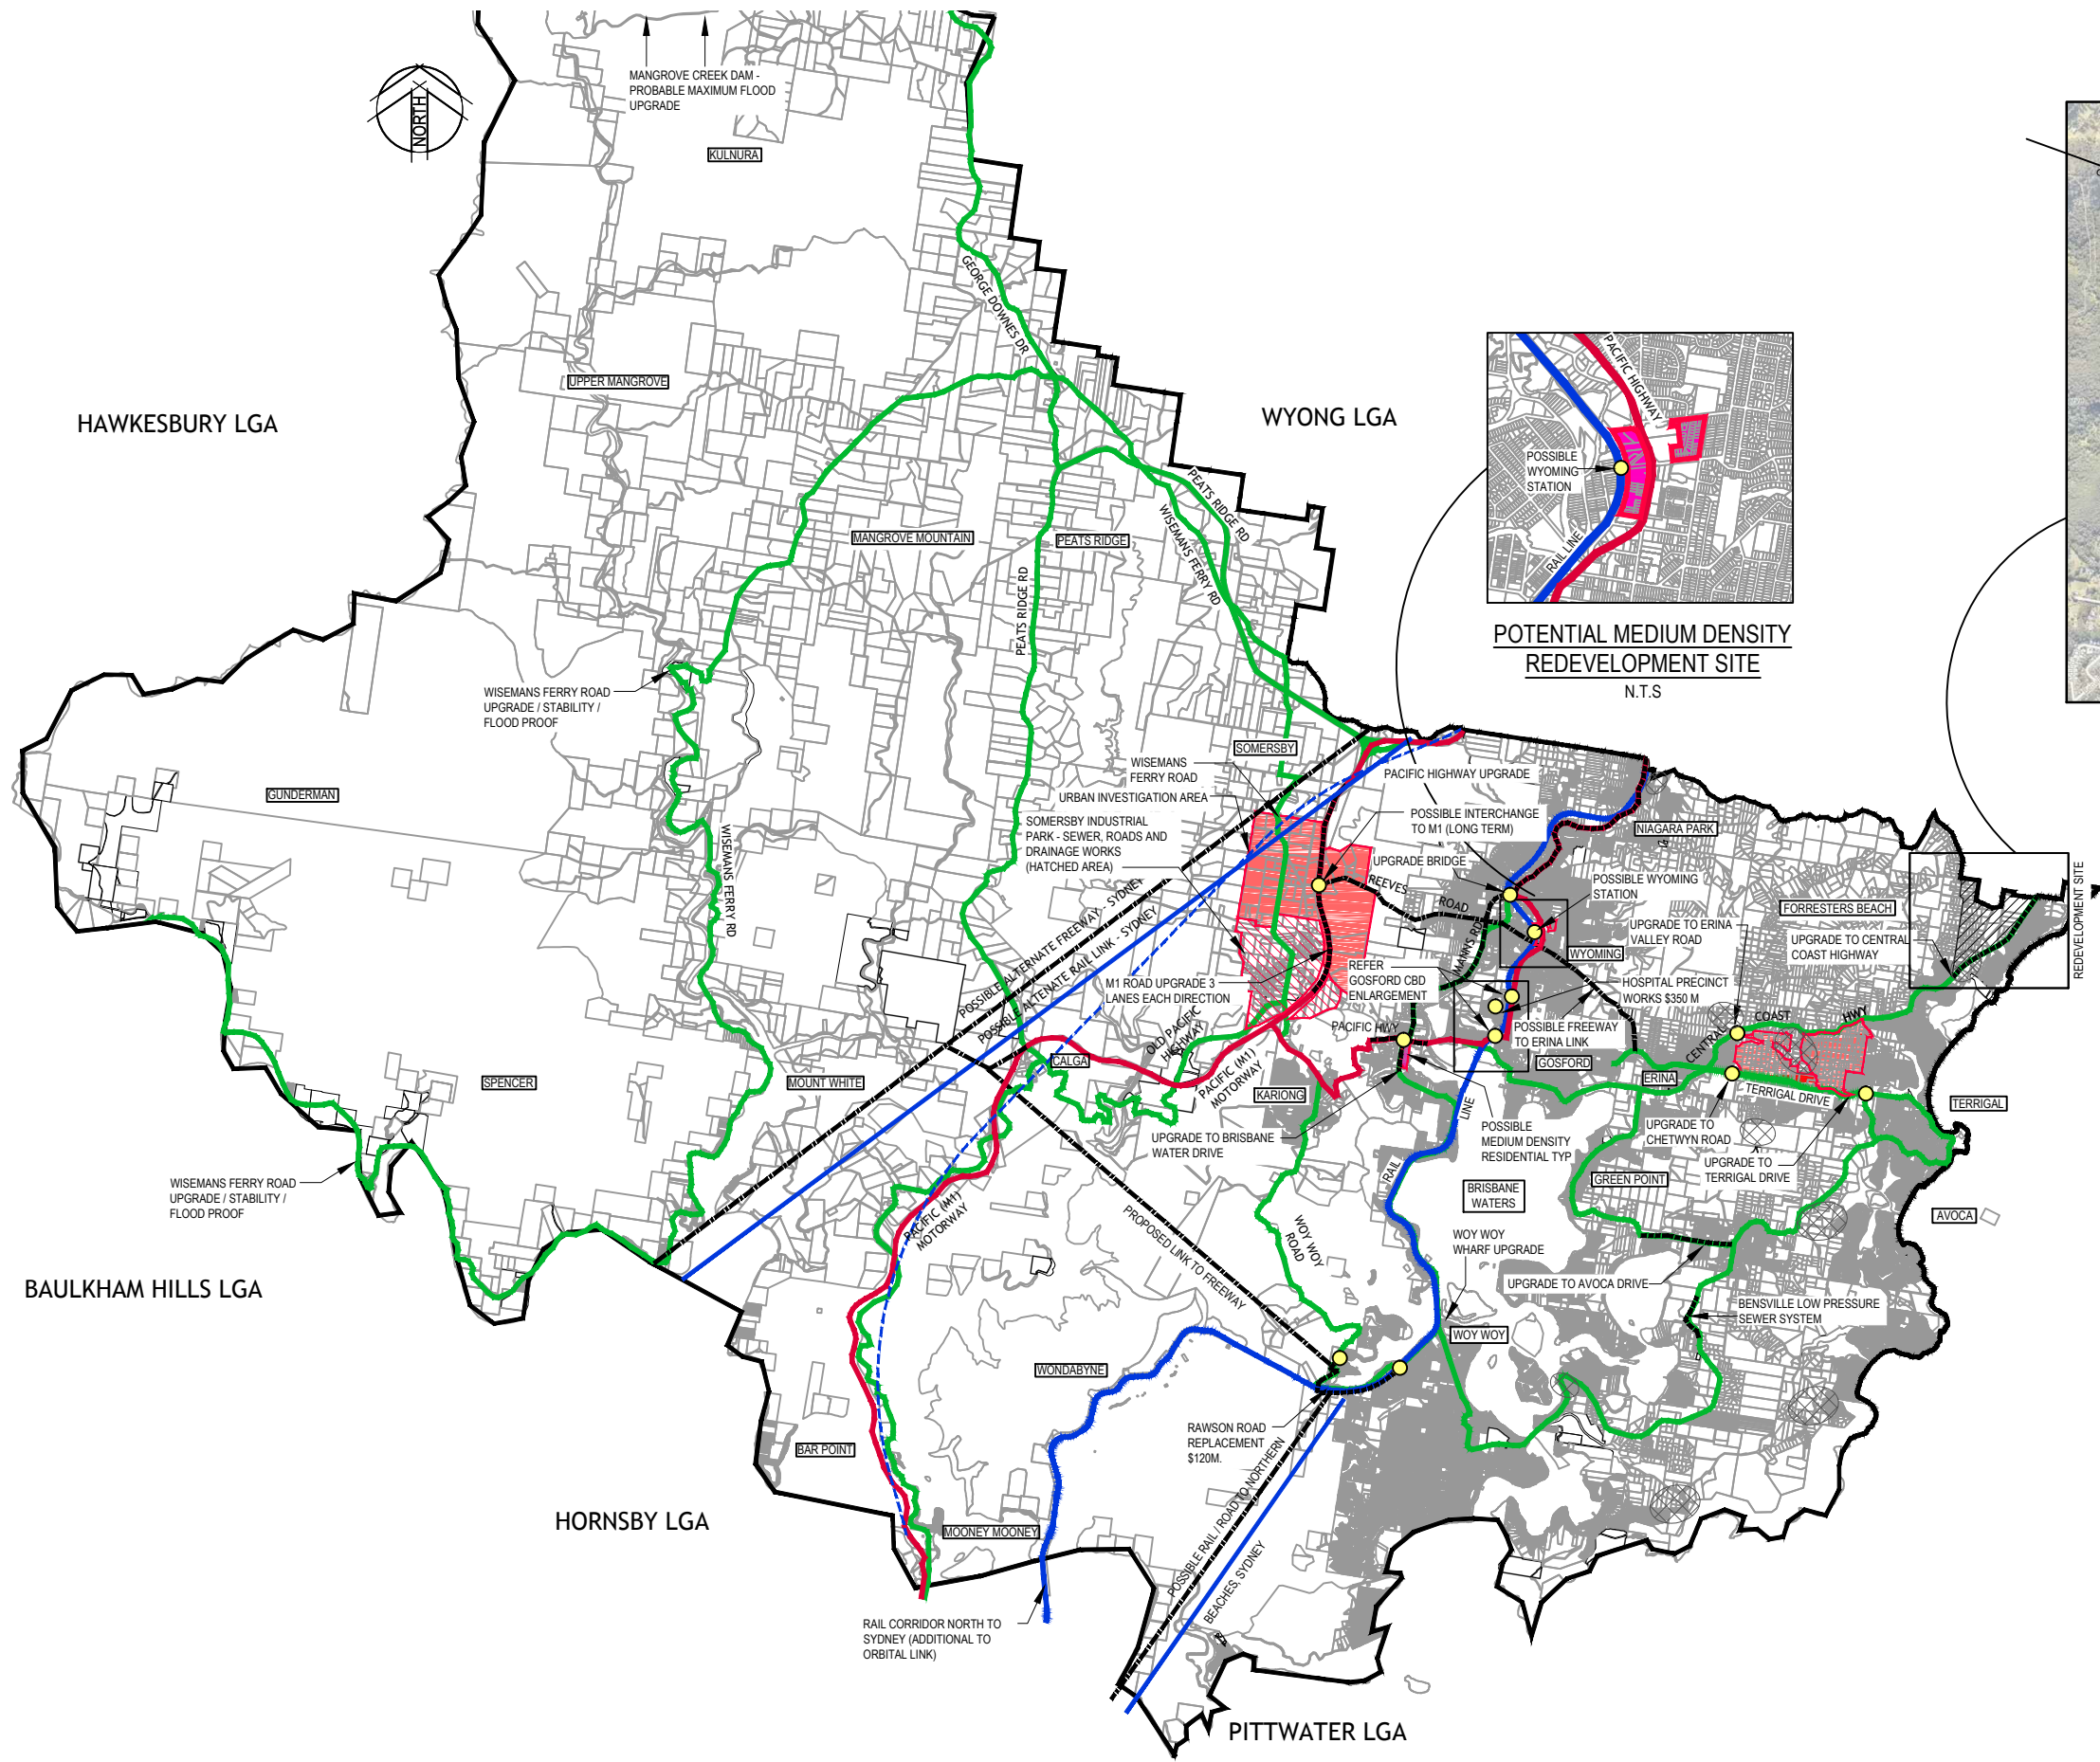 MANGROVE CREEK DAM -
PROBABLE MAXIMUM FLOOD
UPGRADE
NORTH
KULNURA
GEORGE DOWNES DR
UPPER MANGROVE
HAWKESBURY LGA
WYONG LGA
PACIFIC HIGHWAY
POSSIBLE
WYOMING
STATION
RAIL LINE
POTENTIAL MEDIUM DENSITY
REDEVELOPMENT SITE
N.T.S
MANGROVE MOUNTAIN
PEATS RIDGE
PEATS RIDGE RD
WISEMANS FERRY RD
PEATS RIDGE RD
WISEMANS FERRY ROAD
UPGRADE / STABILITY /
FLOOD PROOF
SOMERSBY
WISEMANS
FERRY ROAD
PACIFIC HIGHWAY UPGRADE
GUNDERMAN
URBAN INVESTIGATION AREA
SOMERSBY INDUSTRIAL
PARK - SEWER, ROADS AND
DRAINAGE WORKS
(HATCHED AREA)
POSSIBLE INTERCHANGE
TO M1 (LONG TERM)
NIAGARA PARK
UPGRADE BRIDGE
REEVES
ROAD
POSSIBLE WYOMING
STATION
WISEMANS FERRY RD
POSSIBLE ALTERNATE FREEWAY - SYDNEY
POSSIBLE ALTENATE RAIL LINK - SYDNEY
MANNS RD
WYOMING
FORRESTERS BEACH
UPGRADE TO ERINA
VALLEY ROAD
UPGRADE TO CENTRAL
COAST HIGHWAY
REDEVELOPMENT SITE
REFER
GOSFORD CBD
ENLARGEMENT
M1 ROAD UPGRADE 3
LANES EACH DIRECTION
HOSPITAL PRECINCT
WORKS $350 M
POSSIBLE FREEWAY
TO ERINA LINK
CENTRAL
COAST
HWY
OLD PACIFIC
HIGHWAY
PACIFIC HWY
GOSFORD
CALGA
SPENCER
MOUNT WHITE
PACIFIC (M1)
MOTORWAY
KARIONG
ERINA
TERRIGAL DRIVE
TERRIGAL
LINE
UPGRADE TO BRISBANE
WATER DRIVE
POSSIBLE
MEDIUM DENSITY
RESIDENTIAL TYP
UPGRADE TO
CHETWYN ROAD
UPGRADE TO
TERRIGAL DRIVE
WISEMANS FERRY ROAD
UPGRADE / STABILITY /
FLOOD PROOF
RAIL
GREEN POINT
BRISBANE
WATERS
AVOCA
PACIFIC (M1)
MOTORWAY
PROPOSED LINK TO FREEWAY
WOY WOY
ROAD
WOY WOY
WHARF UPGRADE
UPGRADE TO AVOCA DRIVE
BAULKHAM HILLS LGA
BENSVILLE LOW PRESSURE
SEWER SYSTEM
WOY WOY
WONDABYNE
RAWSON ROAD
REPLACEMENT
$120M.
BAR POINT
HORNSBY LGA
MOONEY MOONEY
POSSIBLE RAIL / ROAD TO NORTHERN
BEACHES, SYDNEY
RAIL CORRIDOR NORTH TO
SYDNEY (ADDITIONAL TO
ORBITAL LINK)
PITTWATER LGA